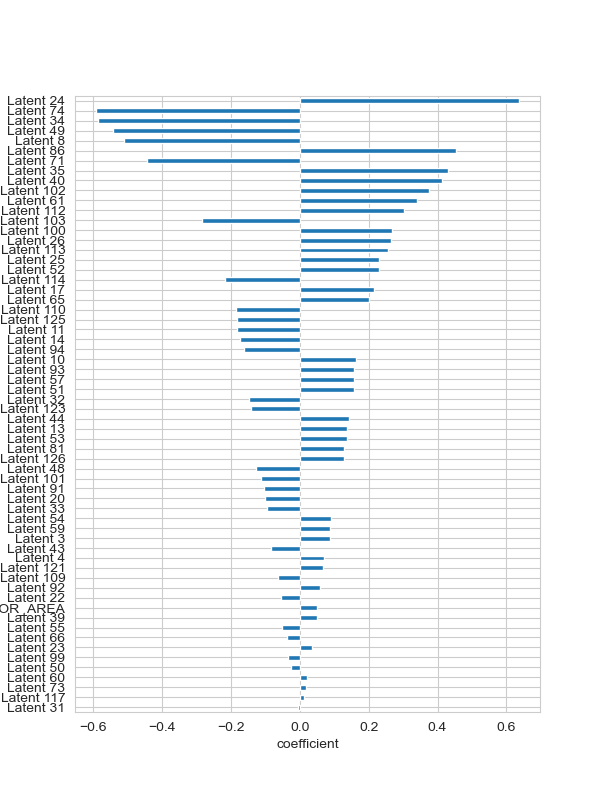 Latent 24
Latent 74
Latent 34
Latent 49
Latent 8
Latent 86
Latent 71
Latent 35
Latent 40
Latent 102
Latent 61
Latent 112
Latent 103
Latent 100
Latent 26
Latent 113
Latent 25
Latent 52
Latent 114
Latent 17
Latent 65
Latent 110
Latent 125
Latent 11
Latent 14
Latent 94
Latent 10
Latent 93
Latent 57
Latent 51
Latent 32
Latent 123
Latent 44
Latent 13
Latent 53
Latent 81
Latent 126
Latent 48
Latent 101
Latent 91
Latent 20
Latent 33
Latent 54
Latent 59
Latent 3
Latent 43
Latent 4
Latent 121
Latent 109
Latent 92
Latent 22
OR_AREA
Latent 39
Latent 55
Latent 66
Latent 23
Latent 99
Latent 50
Latent 60
Latent 73
Latent 117
Latent 31
−0.6 −0.4 −0.2 0.0 0.2 0.4 0.6
coefficient